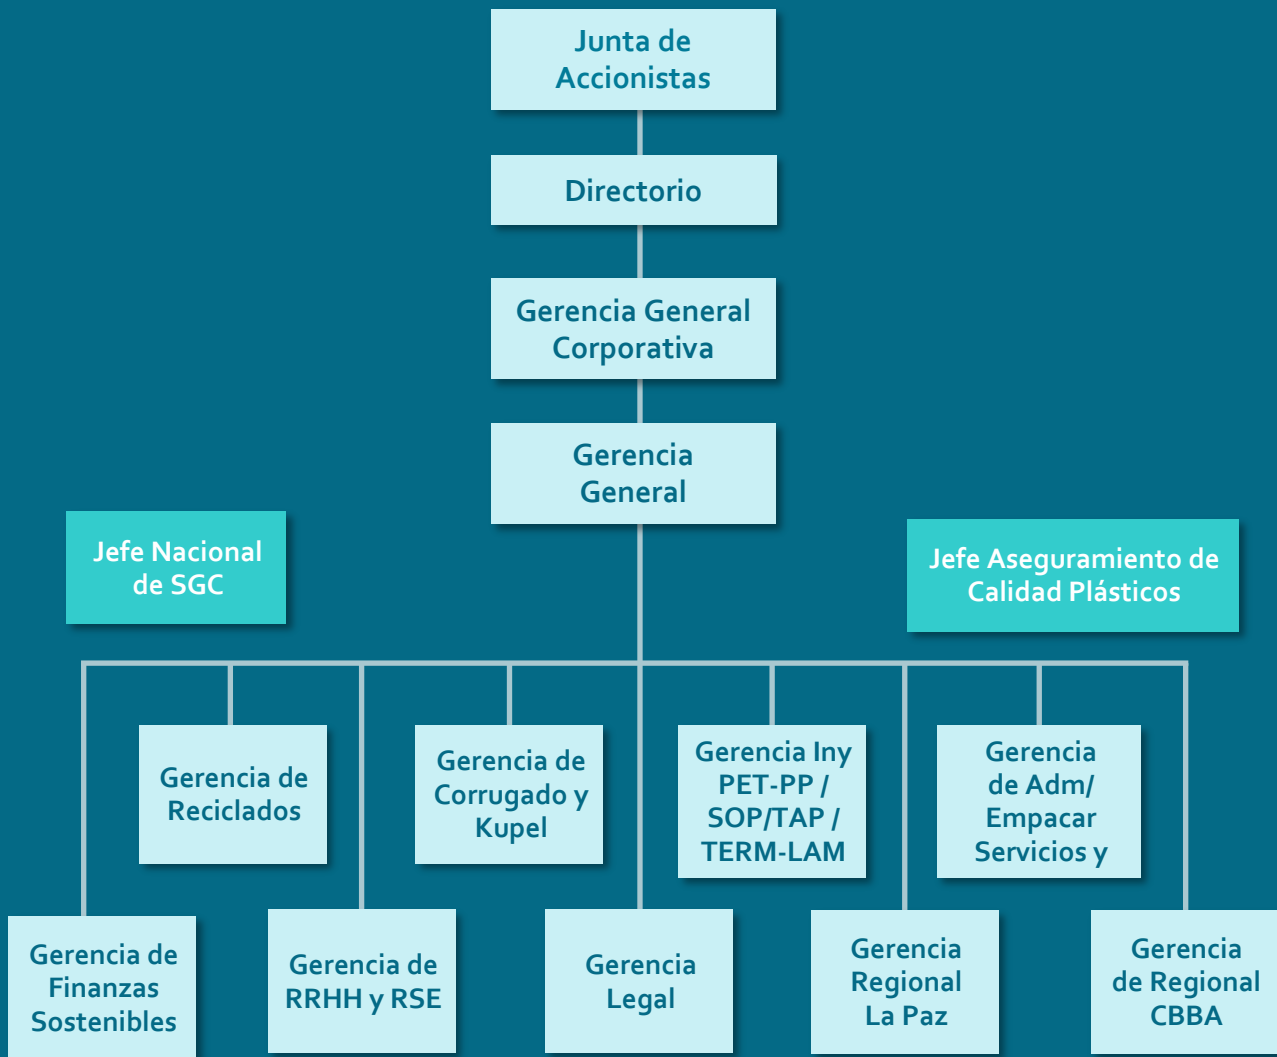 Junta de
Accionistas
Directorio
Gerencia General
Corporativa
Gerencia
General
Jefe Nacional
de SGC
Jefe Aseguramiento de
Calidad Plásticos
Gerencia de
Reciclados
Gerencia de
Corrugado y
Kupel
Gerencia Iny
PET-PP /
SOP/TAP /
TERM-LAM
Gerencia
de Adm/
Empacar
Servicios y
Gerencia de
Finanzas
Sostenibles
Gerencia de
RRHH y RSE
Gerencia
Legal
Gerencia
Regional
La Paz
Gerencia
de Regional
CBBA